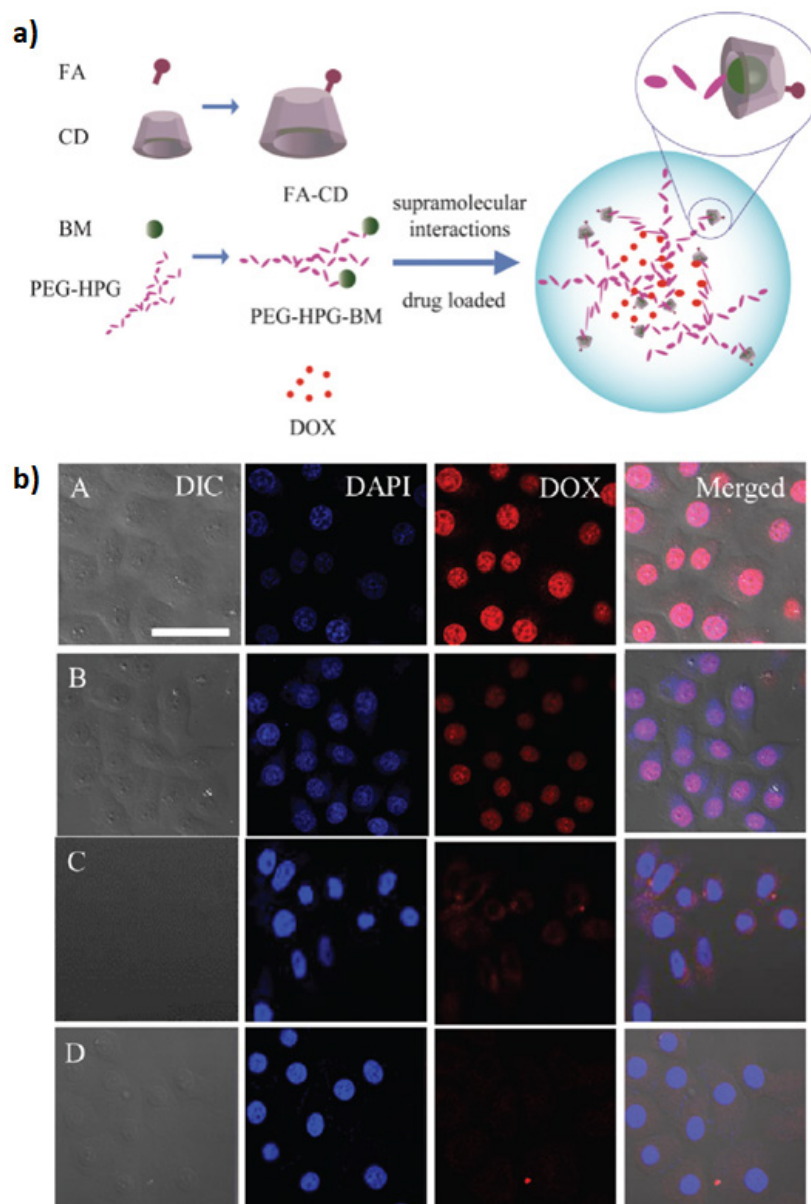 a)
FA
CD
FA-CD
BM
PEG-HPG
PEG-HPG-BM
supramolecular
interactions
drug loaded
DOX
b)
A DIC DAPI DOX Merged
B
C
D